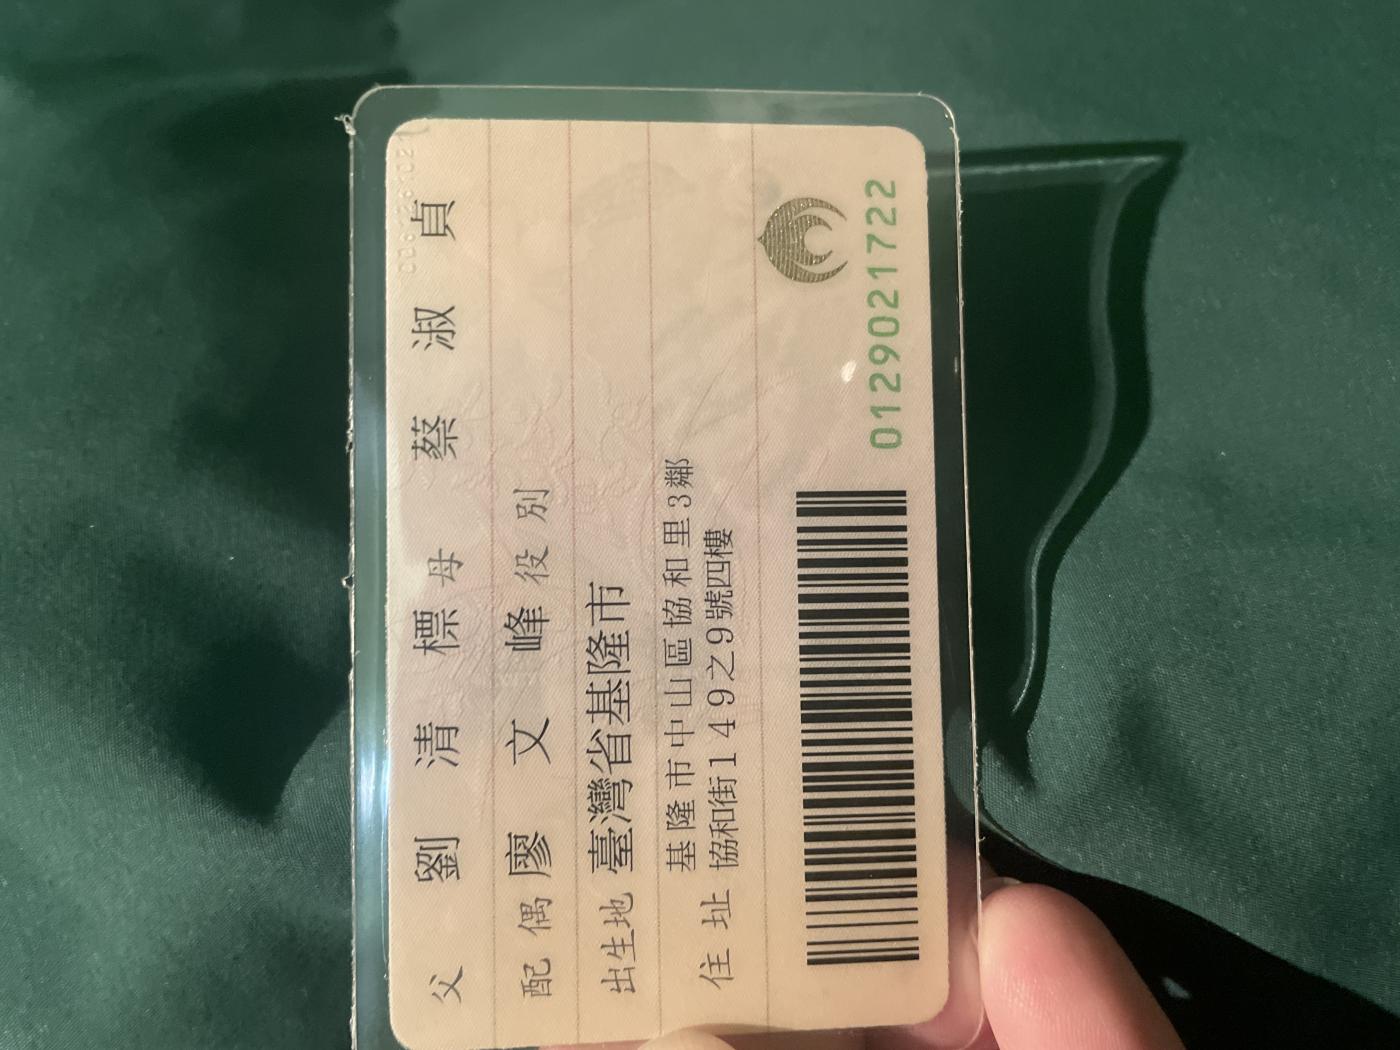 父 劉清標 母 蔡淑貞
配偶 廖文峰 役別
出生地 臺灣省基隆市
住址 基隆市中山區協和里3鄰
協和街149之9號四樓
0129021722